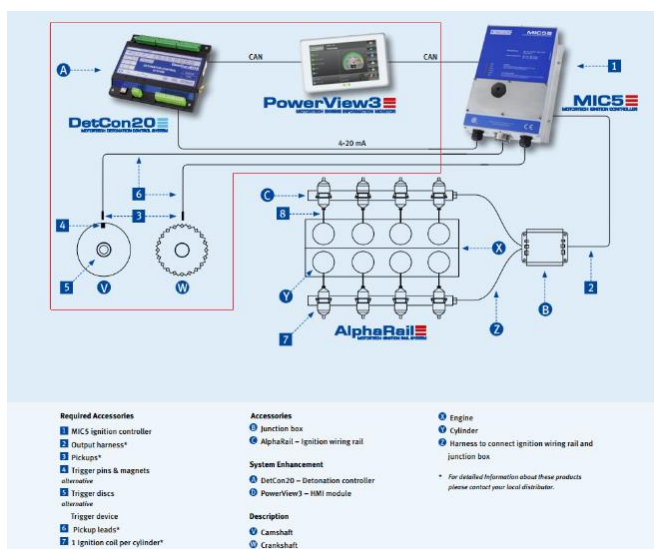 CAN
CAN
A
1
DetCon20
MOTORTECH DETONATION CONTROL SYSTEM
PowerView3
MOTORTECH ENGINE INFORMATION MONITOR
MIC5
MIC5
MOTORTECH IGNITION CONTROLLER
4-20 mA
6
C
3
8
4
X
5
V
W
Y
Z
B
2
7
AlphaRail
MOTORTECH IGNITION RAIL SYSTEM
Required Accessories
1 MIC5 ignition controller
2 Output harness*
3 Pickups*
4 Trigger pins & magnets
alternative
5 Trigger discs
alternative
Trigger device
6 Pickup leads*
7 1 Ignition coil per cylinder*
Accessories
B Junction box
C AlphaRail – Ignition wiring rail
System Enhancement
A DetCon20 – Detonation controller
D PowerView3 – HMI module
Description
V Camshaft
W Crankshaft
X Engine
Y Cylinder
Z Harness to connect ignition wiring rail and
junction box
* For detailed information about these products
please contact your local distributor.